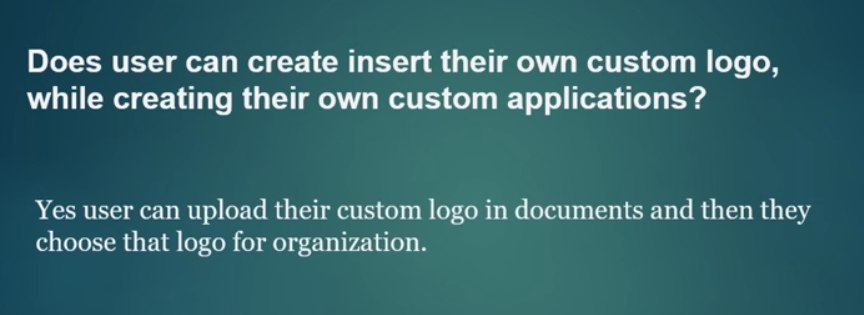 Does user can create insert their own custom logo,
while creating their own custom applications?
Yes user can upload their custom logo in documents and then they
choose that logo for organization.